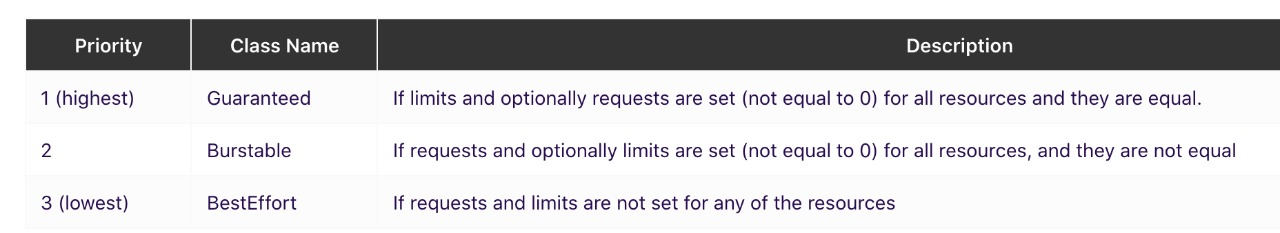 Priority Class Name Description
1 (highest) Guaranteed If limits and optionally requests are set (not equal to 0) for all resources and they are equal.
2 Burstable If requests and optionally limits are set (not equal to 0) for all resources, and they are not equal
3 (lowest) BestEffort If requests and limits are not set for any of the resources